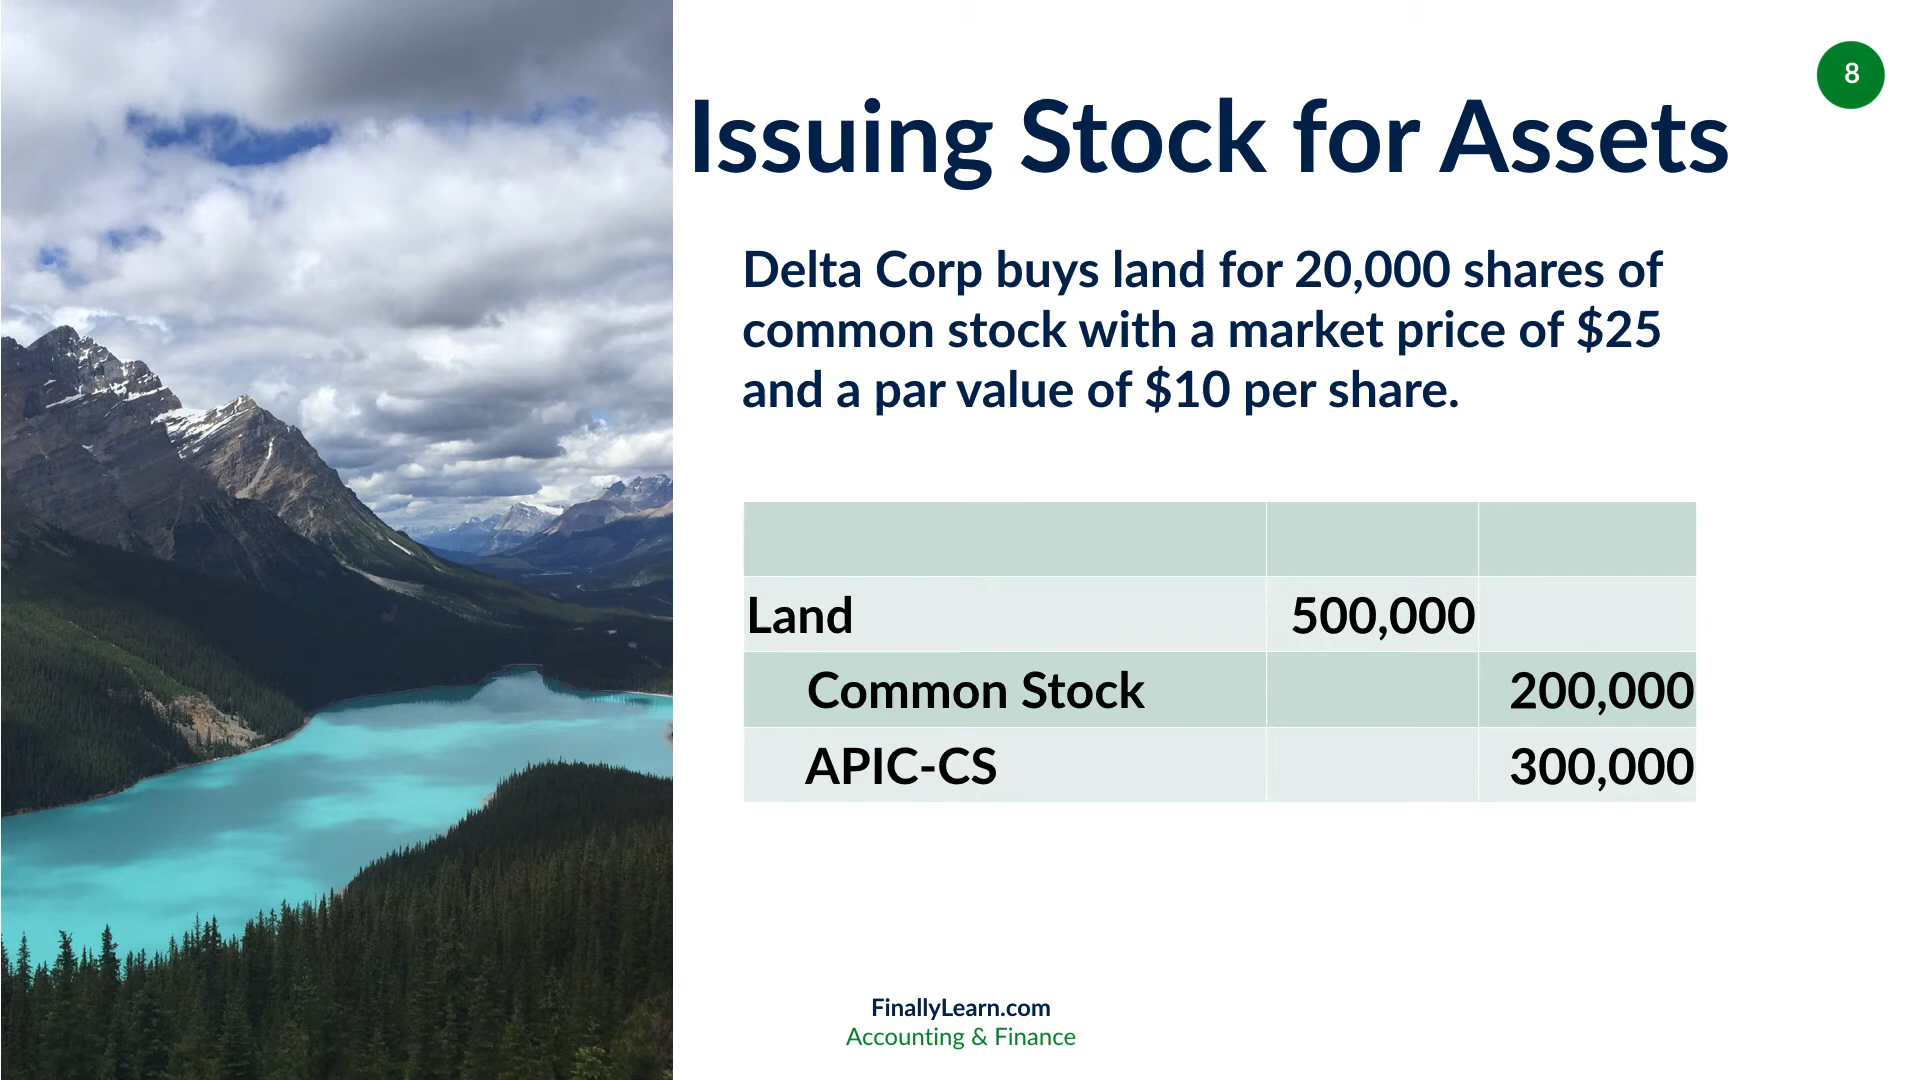 8
Issuing Stock for Assets
Delta Corp buys land for 20,000 shares of
common stock with a market price of $25
and a par value of $10 per share.
Land 500,000
Common Stock 200,000
APIC-CS 300,000
FinallyLearn.com
Accounting & Finance